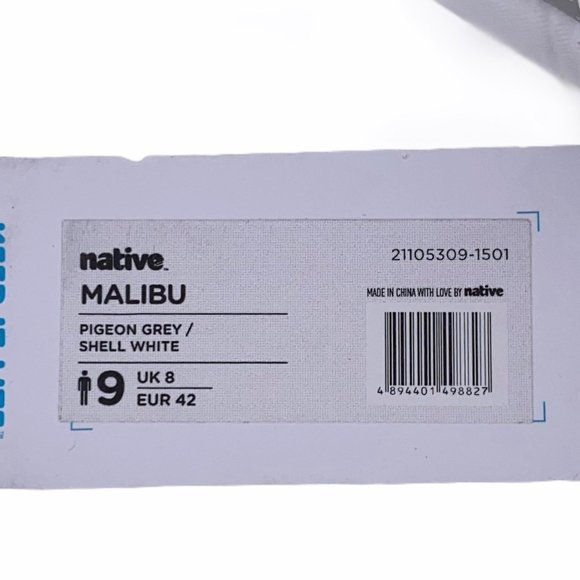 native™
MALIBU
PIGEON GREY /
SHELL WHITE
9
UK 8
EUR 42
21105309-1501
MADE IN CHINA WITH LOVE BY native
4 894401 498827